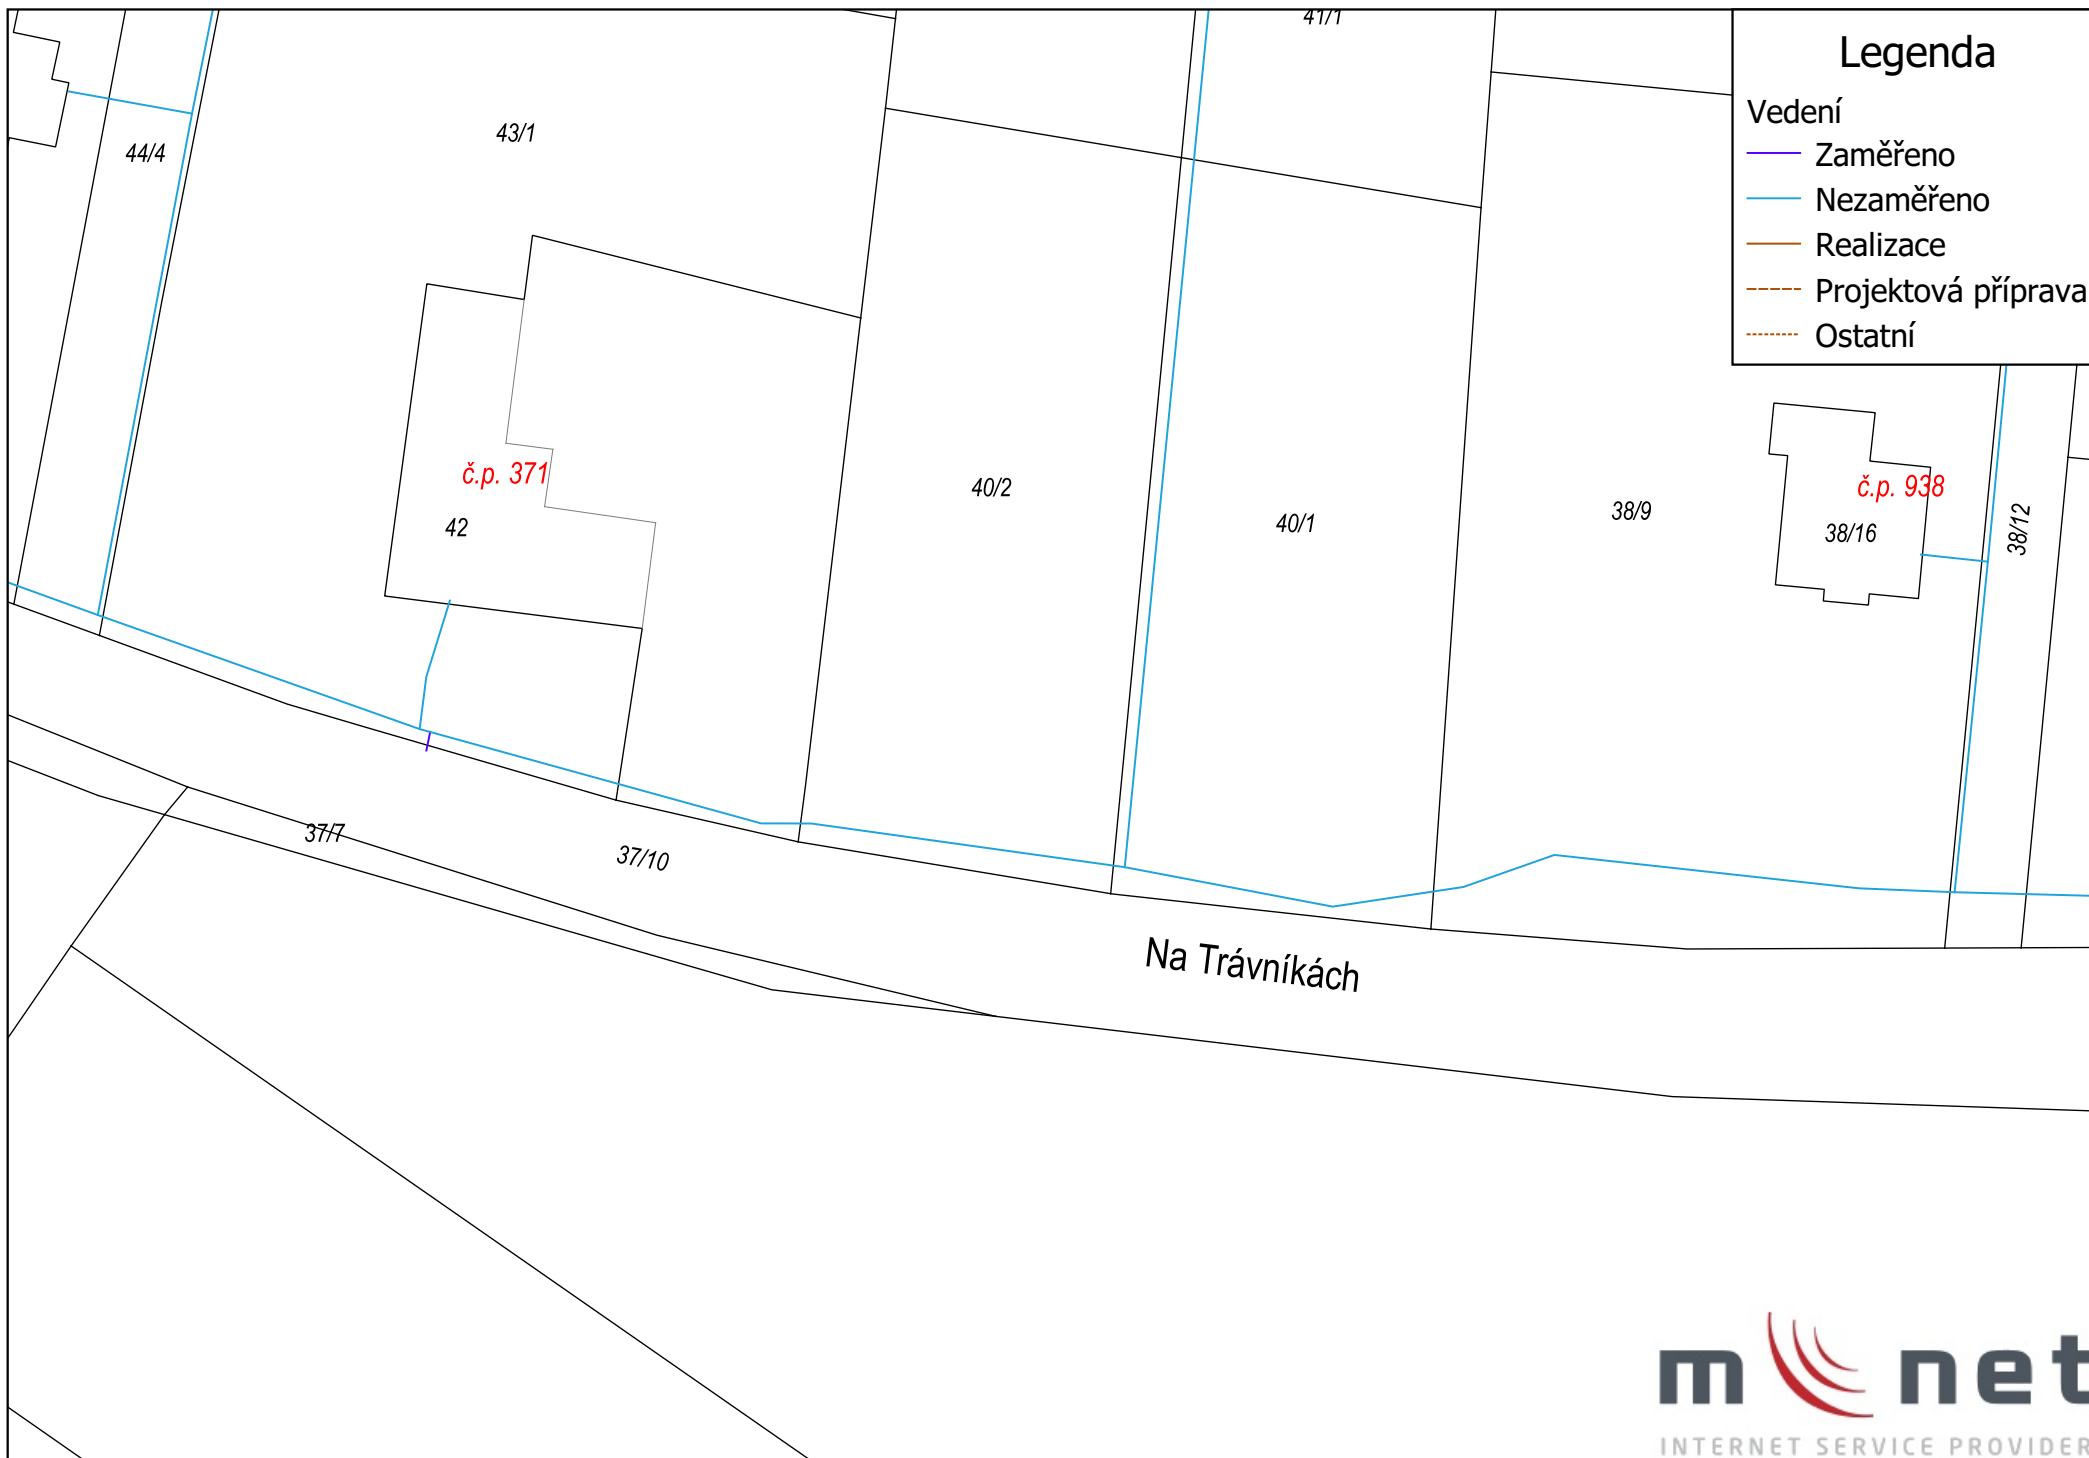 41/1
Legenda
Vedení
Zaměřeno
Nezaměřeno
Realizace
Projektová příprava
Ostatní
43/1
44/4
č.p. 371
42
40/2
40/1
38/9
č.p. 938
38/16
38/12
37/7
37/10
Na Trávníkách
m net
INTERNET SERVICE PROVIDER